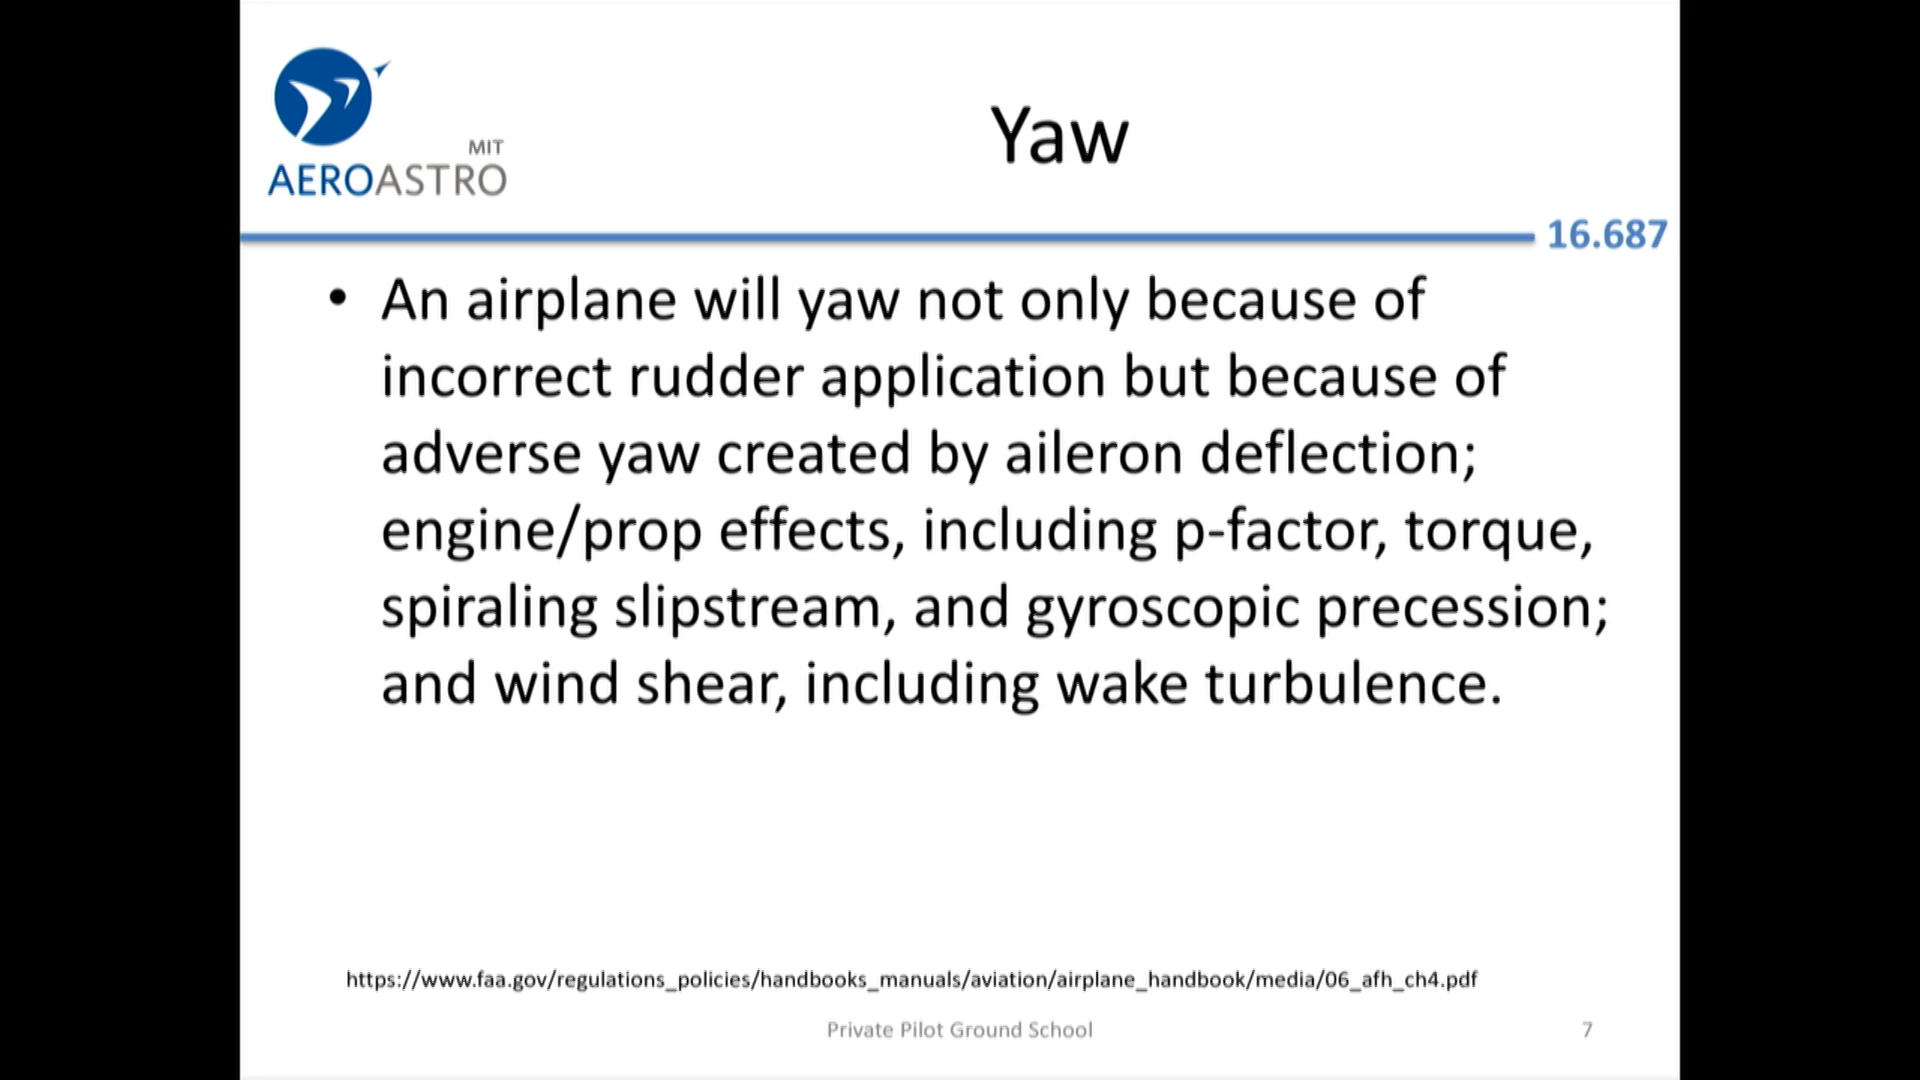 MIT
AEROASTRO
Yaw
16.687
• An airplane will yaw not only because of
incorrect rudder application but because of
adverse yaw created by aileron deflection;
engine/prop effects, including p-factor, torque,
spiraling slipstream, and gyroscopic precession;
and wind shear, including wake turbulence.
https://www.faa.gov/regulations_policies/handbooks_manuals/aviation/airplane_handbook/media/06_afh_ch4.pdf
Private Pilot Ground School
7